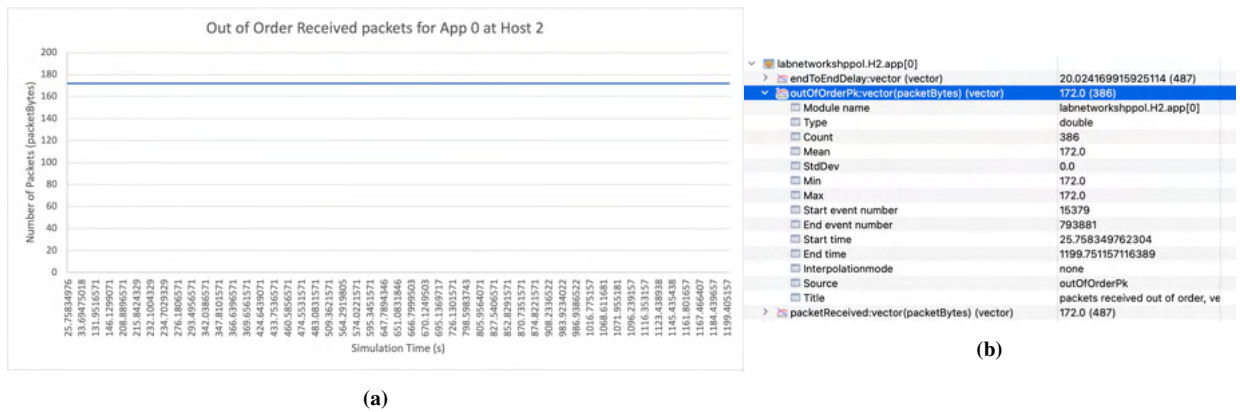 Out of Order Received packets for App 0 at Host 2
Number of Packets (packetBytes)
200
180
160
140
120
100
80
60
40
20
0
25.75834976
33.69475018
131.9516571
146.1299071
208.8896571
215.8424329
232.1004329
234.7029329
276.1806571
293.4956571
342.0386571
347.8101571
366.6396571
369.6561571
424.6439071
433.7536571
460.5856571
474.5531571
483.0831571
509.3621571
564.2919805
574.0221571
595.3451571
647.7894346
651.0831846
666.7999503
670.1249503
695.1369717
726.1301571
798.5983743
805.9564071
827.5406571
852.8291571
870.7351571
874.8221571
908.2336522
983.9234022
986.9386522
1016.775157
1068.611681
1071.955181
1096.239157
1116.353157
1123.438938
1145.435438
1161.801657
1167.466407
1184.439657
1199.405157
Simulation Time (s)
(a)
labnetworkshppol.H2.app[0]
endToEndDelay:vector (vector) 20.024169915925114 (487)
outOfOrderPk:vector(packetBytes) (vector) 172.0 (386)
Module name labnetworkshppol.H2.app[0]
Type double
Count 386
Mean 172.0
StdDev 0.0
Min 172.0
Max 172.0
Start event number 15379
End event number 793881
Start time 25.758349762304
End time 1199.751157116389
Interpolationmode none
Source outOfOrderPk
Title packets received out of order, ve
packetReceived:vector(packetBytes) (vector) 172.0 (487)
(b)